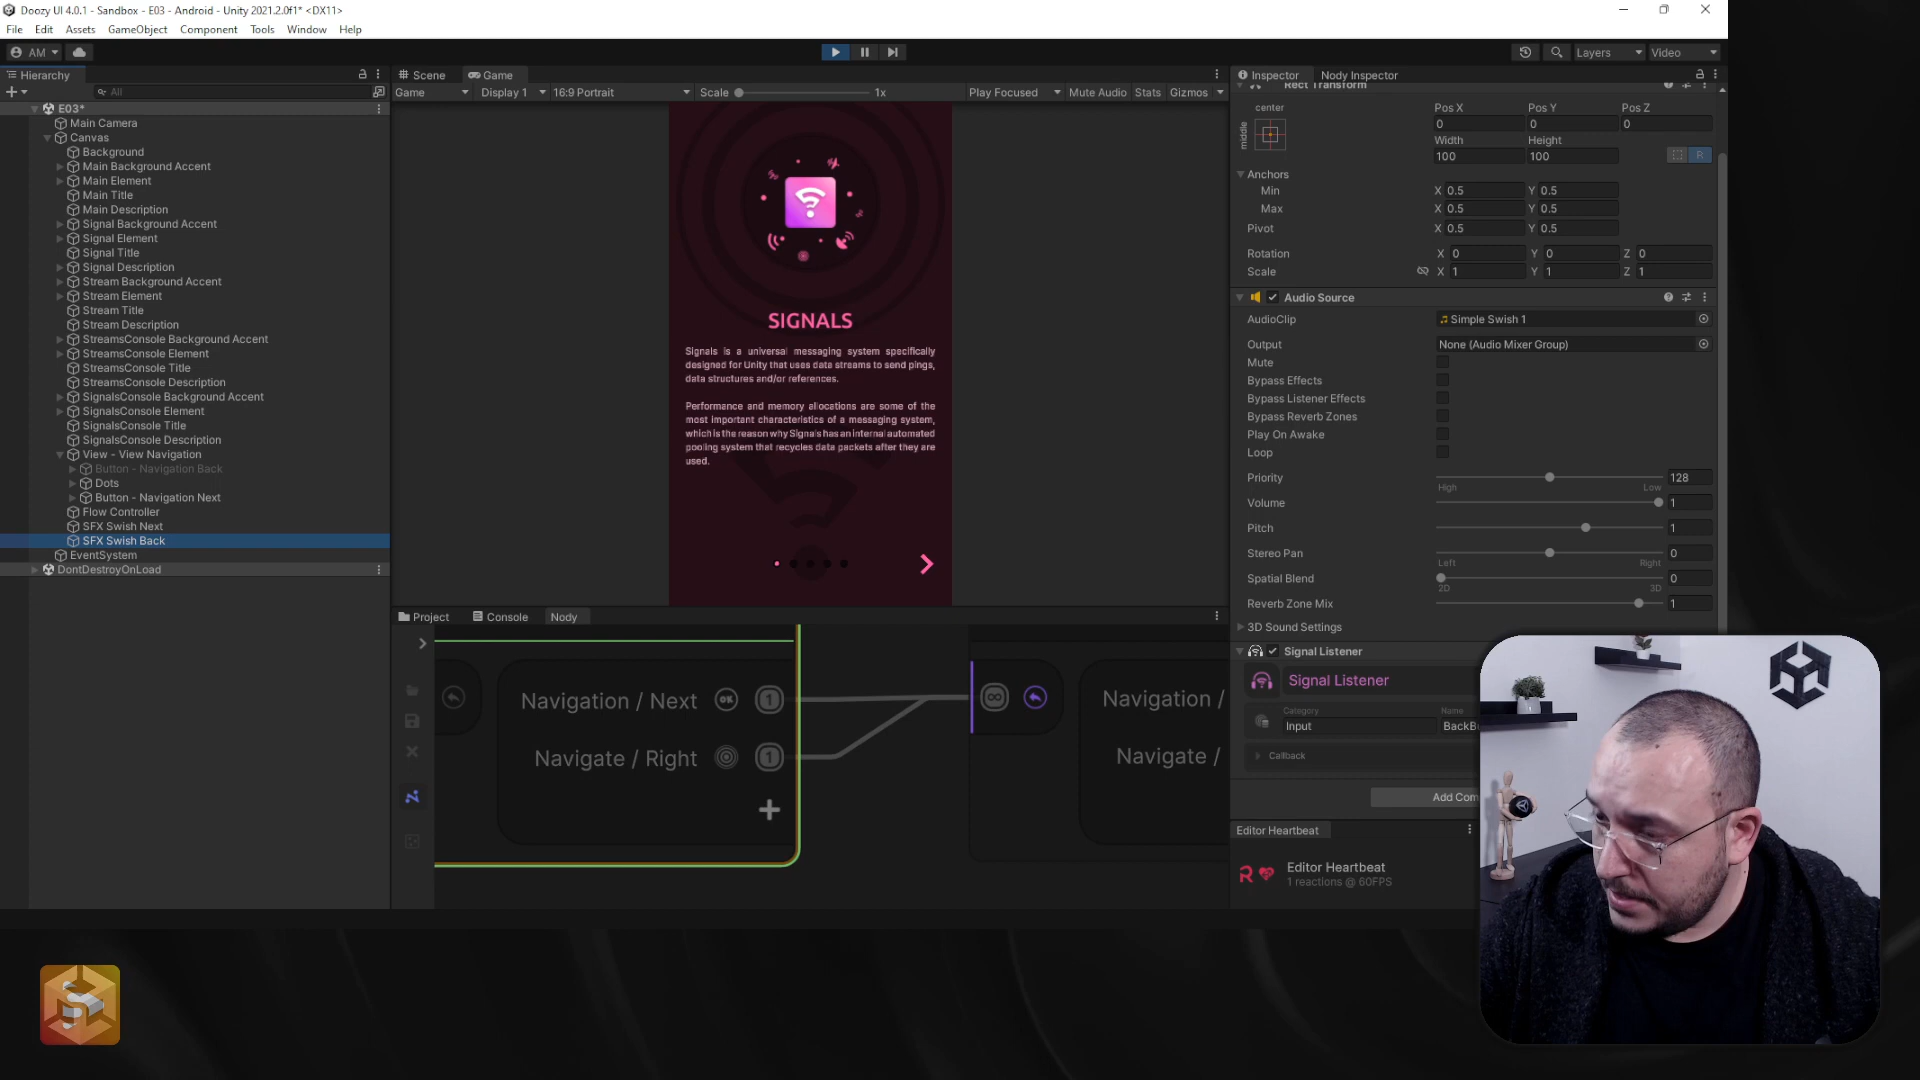 Doozy UI 4.0.1 - Sandbox - E03 - Android - Unity 2021.2.0f1* <DX11>
File Edit Assets GameObject Component Tools Window Help
AM
Layers
Video
Hierarchy
All
E03*
Main Camera
Canvas
Background
Main Background Accent
Main Element
Main Title
Main Description
Signal Background Accent
Signal Element
Signal Title
Signal Description
Stream Background Accent
Stream Element
Stream Title
Stream Description
StreamsConsole Background Accent
StreamsConsole Element
StreamsConsole Title
StreamsConsole Description
SignalsConsole Background Accent
SignalsConsole Element
SignalsConsole Title
SignalsConsole Description
View - View Navigation
Button - Navigation Back
Dots
Button - Navigation Next
Flow Controller
SFX Swish Next
SFX Swish Back
EventSystem
DontDestroyOnLoad
Scene
Game
Game
Display 1
16:9 Portrait
Scale
1x
Play Focused
Mute Audio
Stats
Gizmos
SIGNALS
Signals is a universal messaging system specifically
designed for Unity that uses data streams to send pings,
data structures and/or references.
Performance and memory allocations are some of the
most important characteristics of a messaging system,
which is the reason why Signals has an internal automated
pooling system that recycles data packets after they are
used.
Project
Console
Nody
Navigation / Next
OK
1
Navigate / Right
1
Navigation /
Navigate /
Inspector
Nody Inspector
Rect Transform
center
middle
Pos X Pos Y Pos Z
0 0 0
Width Height
100 100
R
Anchors
Min X 0.5 Y 0.5
Max X 0.5 Y 0.5
Pivot X 0.5 Y 0.5
Rotation X 0 Y 0 Z 0
Scale X 1 Y 1 Z 1
Audio Source
AudioClip Simple Swish 1
Output None (Audio Mixer Group)
Mute
Bypass Effects
Bypass Listener Effects
Bypass Reverb Zones
Play On Awake
Loop
Priority 128
High Low
Volume 1
Pitch 1
Stereo Pan 0
Left Right
Spatial Blend 0
2D 3D
Reverb Zone Mix 1
3D Sound Settings
Signal Listener
Signal Listener
Category Name
Input BackB
Callback
Add Com
Editor Heartbeat
R
Editor Heartbeat
1 reactions @ 60FPS